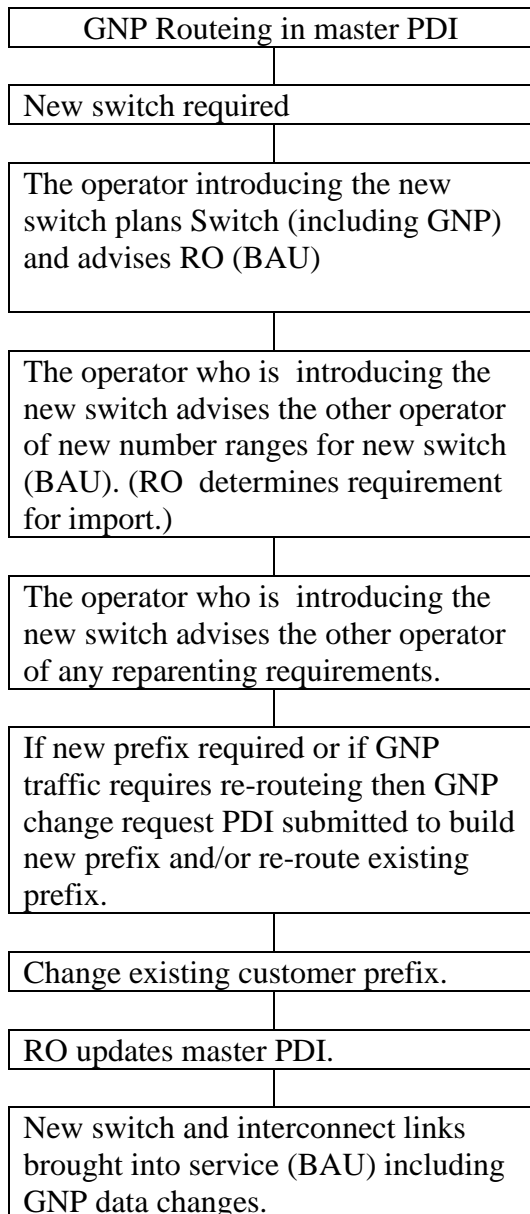 GNP Routeing in master PDI
New switch required
The operator introducing the new
switch plans Switch (including GNP)
and advises RO (BAU)
The operator who is  introducing the
new switch advises the other operator
of new number ranges for new switch
(BAU). (RO  determines requirement
for import.)
The operator who is  introducing the
new switch advises the other operator
of any reparenting requirements.
If new prefix required or if GNP
traffic requires re-routeing then GNP
change request PDI submitted to build
new prefix and/or re-route existing
prefix.
Change existing customer prefix.
RO updates master PDI.
New switch and interconnect links
brought into service (BAU) including
GNP data changes.